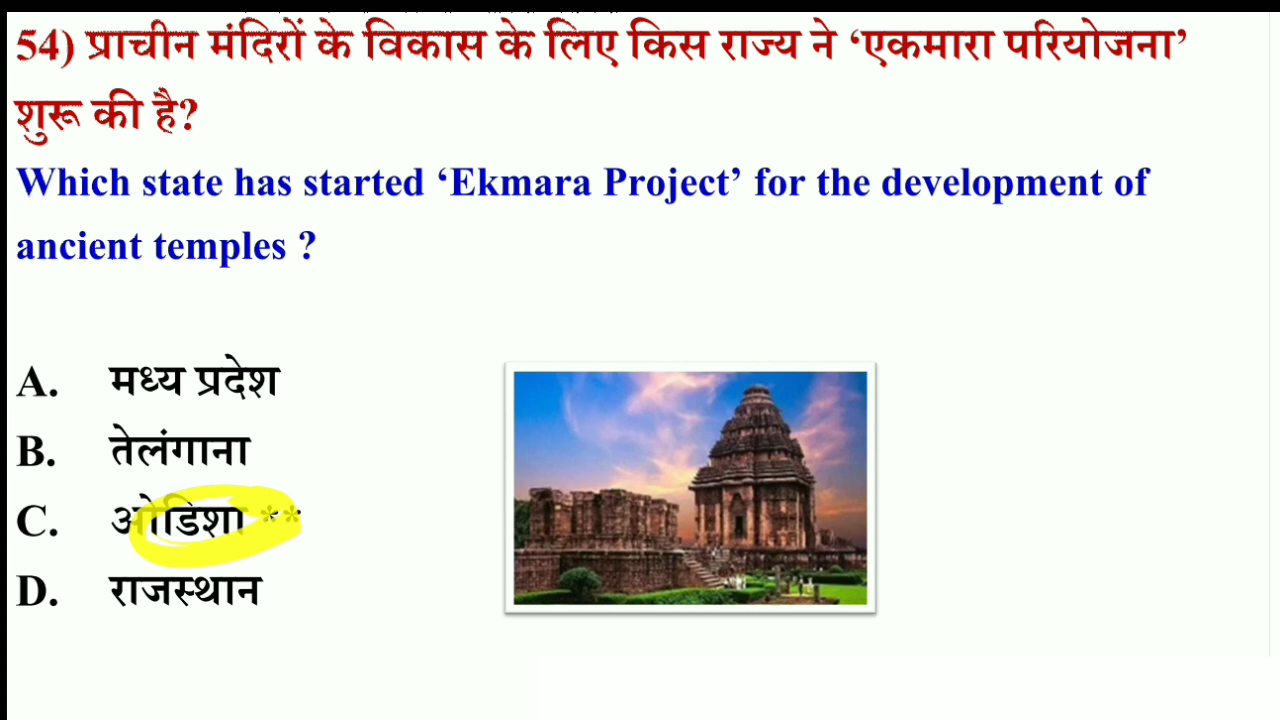 54) प्राचीन मंदिरों के विकास के लिए किस राज्य ने ‘एकमारा परियोजना’
शुरू की है?
Which state has started ‘Ekmara Project’ for the development of
ancient temples ?
A. मध्य प्रदेश
B. तेलंगाना
C. ओडिशा **
D. राजस्थान